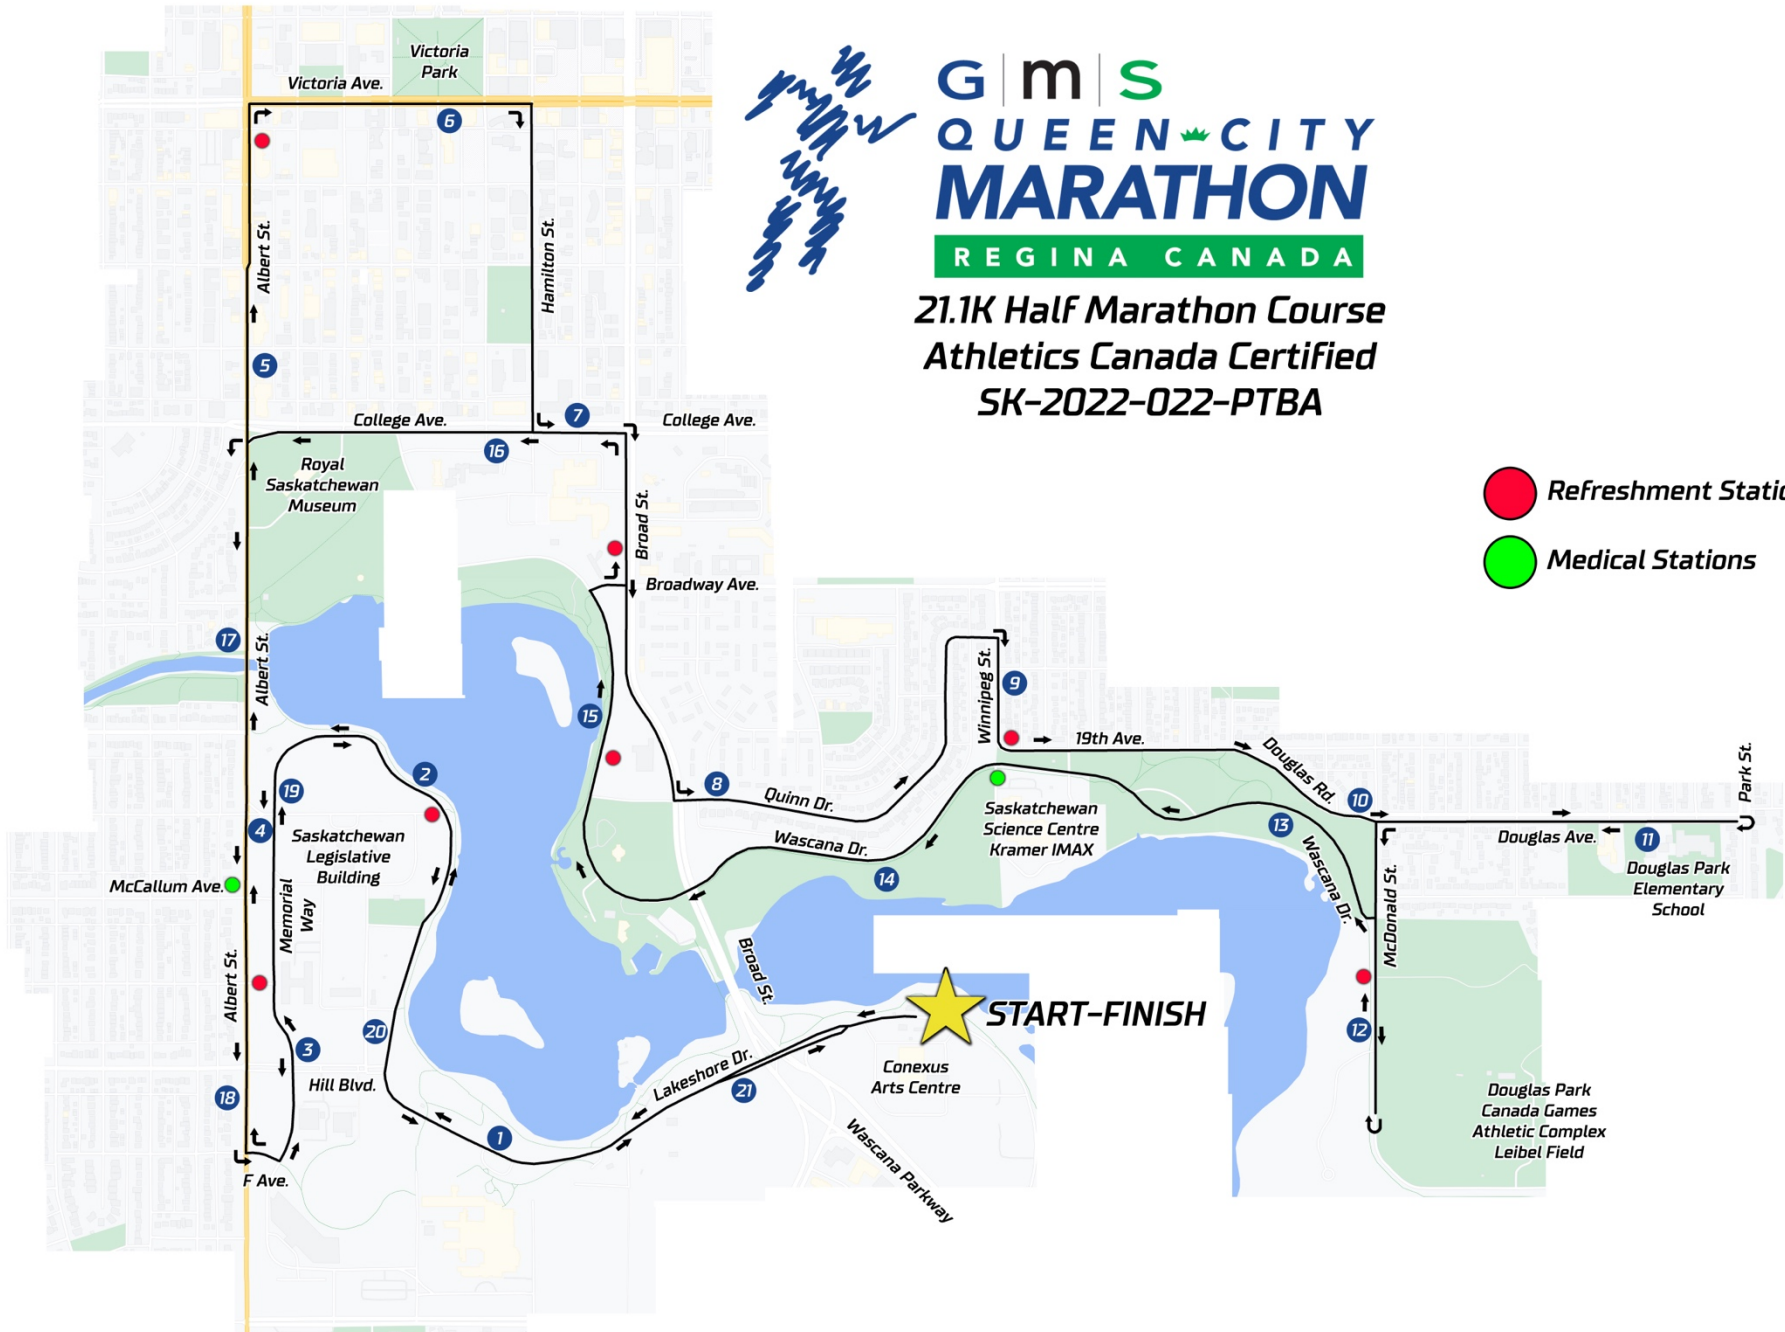 G m S
QUEEN CITY
MARATHON
REGINA CANADA
21.1K Half Marathon Course
Athletics Canada Certified
SK-2022-022-PTBA
Refreshment Static
Medical Stations
Victoria
Park
Victoria Ave.
6
Albert St.
Hamilton St.
5
College Ave.
7
College Ave.
16
Royal
Saskatchewan
Museum
Broad St.
Broadway Ave.
17
Albert St.
15
Winnipeg St.
9
19th Ave.
Douglas Rd.
Park St.
2
19
8
Quinn Dr.
10
4
Saskatchewan
Legislative
Building
Wascana Dr.
Saskatchewan
Science Centre
Kramer IMAX
13
Douglas Ave.
11
McCallum Ave.
Memorial
Way
14
Wascana Dr.
McDonald St.
Douglas Park
Elementary
School
Albert St.
Broad St.
START-FINISH
20
3
12
Lakeshore Dr.
Conexus
Arts Centre
18
Hill Blvd.
21
Douglas Park
Canada Games
Athletic Complex
Leibel Field
1
Wascana Parkway
F Ave.